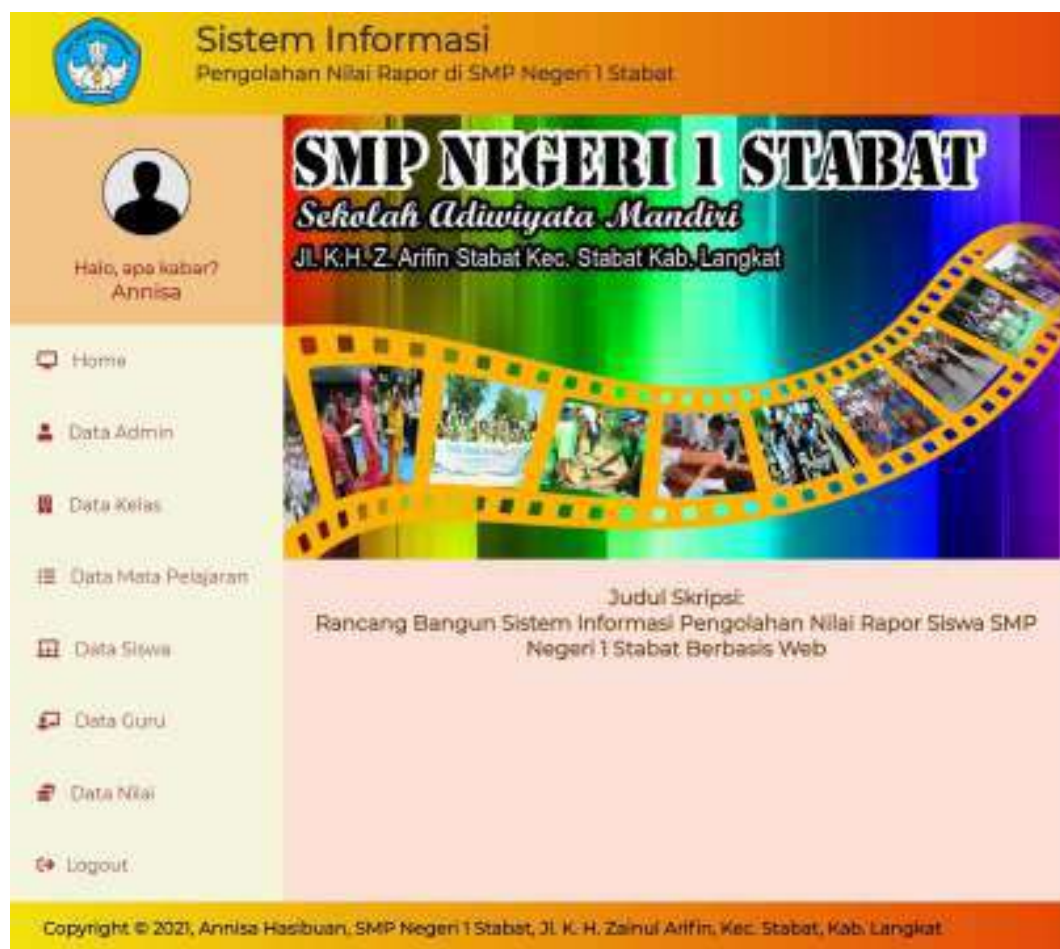 Sistem Informasi
Pengolahan Nilai Rapor di SMP Negeri 1 Stabat
SMP NEGERI 1 STABAT
Sekolah Adiwiyata Mandiri
Jl. K.H. Z. Arifin Stabat Kec. Stabat Kab. Langkat
Halo, apa kabar?
Annisa
Home
Data Admin
Data Kelas
Data Mata Pelajaran
Data Siswa
Data Guru
Data Nilai
Logout
Judul Skripsi:
Rancang Bangun Sistem Informasi Pengolahan Nilai Rapor Siswa SMP
Negeri 1 Stabat Berbasis Web
Copyright © 2021, Annisa Hasibuan, SMP Negeri 1 Stabat, Jl. K. H. Zainul Arifin, Kec. Stabat, Kab. Langkat